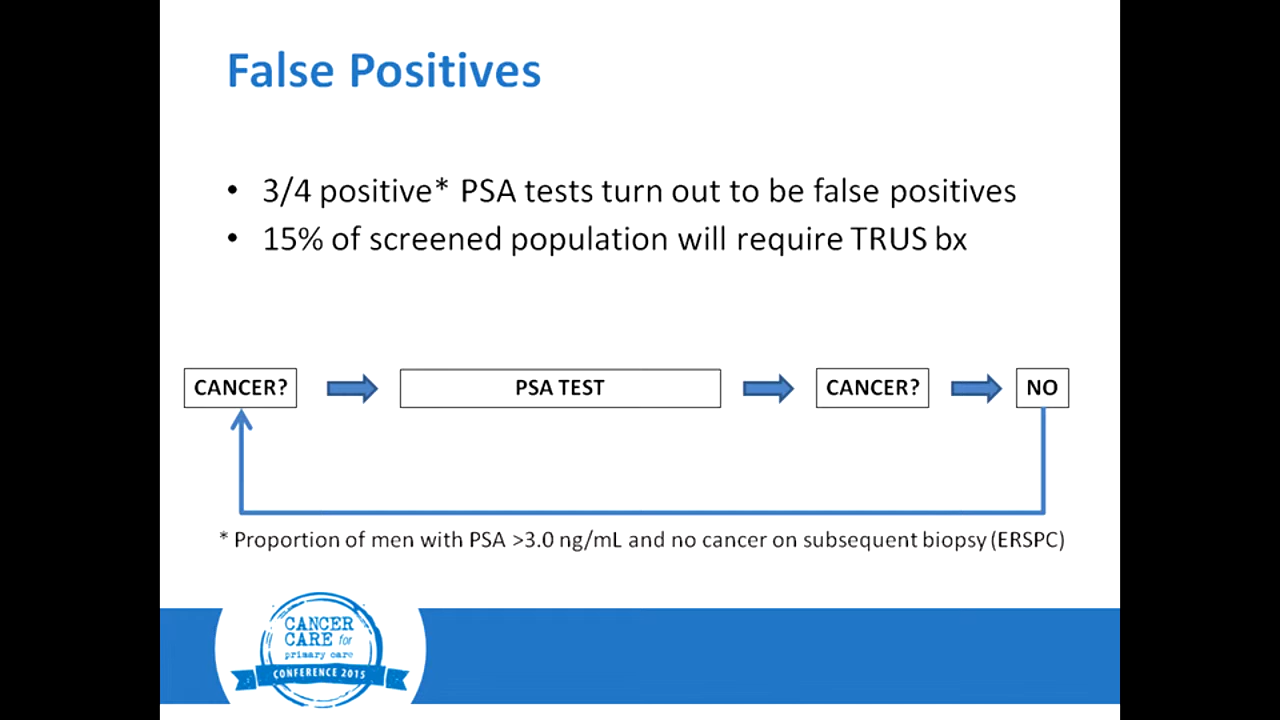 False Positives
• 3/4 positive* PSA tests turn out to be false positives
• 15% of screened population will require TRUS bx
CANCER? PSA TEST CANCER? NO
* Proportion of men with PSA >3.0 ng/mL and no cancer on subsequent biopsy (ERSPC)
CANCER
CARE for
primary care
CONFERENCE 2015